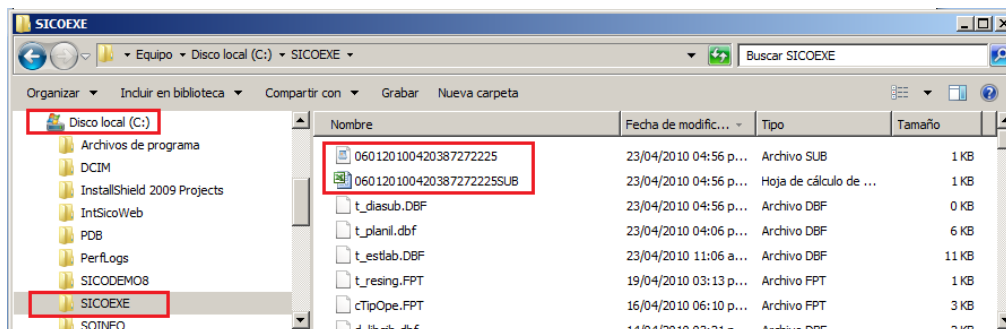 SICOEXE
Equipo Disco local (C:) SICOEXE
Buscar SICOEXE
Organizar Incluir en biblioteca Compartir con Grabar Nueva carpeta
Disco local (C:)
Archivos de programa
DCIM
InstallShield 2009 Projects
IntSicoWeb
PDB
PerfLogs
SICODEMO8
SICOEXE
SOINFO
Nombre Fecha de modific... Tipo Tamaño
060120100420387272225 23/04/2010 04:56 p... Archivo SUB 1 KB
060120100420387272225SUB 23/04/2010 04:56 p... Hoja de cálculo de ... 1 KB
t_diasub.DBF 23/04/2010 04:56 p... Archivo DBF 0 KB
t_planil.dbf 23/04/2010 04:06 p... Archivo DBF 6 KB
t_estlab.DBF 23/04/2010 11:06 a... Archivo DBF 11 KB
t_resing.FPT 19/04/2010 03:13 p... Archivo FPT 1 KB
cTipOpe.FPT 16/04/2010 06:10 p... Archivo FPT 3 KB